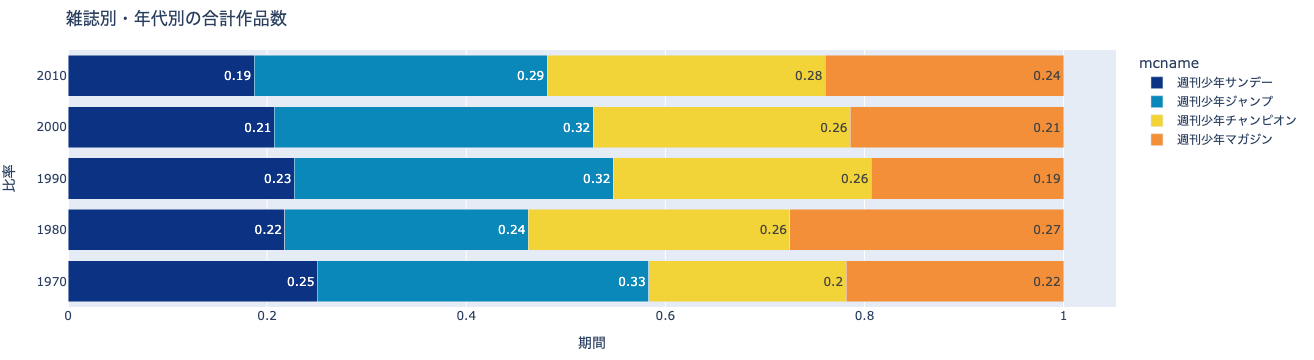 雑誌別・年代別の合計作品数
mcname
週刊少年サンデー
週刊少年ジャンプ
週刊少年チャンピオン
週刊少年マガジン
比率
2010 0.19 0.29 0.28 0.24
2000 0.21 0.32 0.26 0.21
1990 0.23 0.32 0.26 0.19
1980 0.22 0.24 0.26 0.27
1970 0.25 0.33 0.2 0.22
0 0.2 0.4 0.6 0.8 1
期間